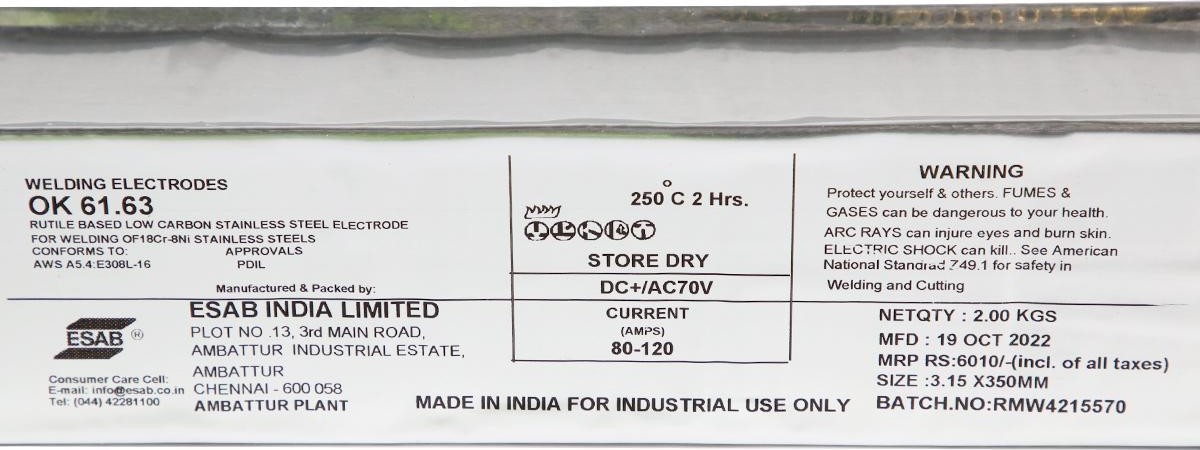 WELDING ELECTRODES
OK 61.63
RUTILE BASED LOW CARBON STAINLESS STEEL ELECTRODE
FOR WELDING OF18Cr-8Ni STAINLESS STEELS
CONFORMS TO: APPROVALS
AWS A5.4:E308L-16 PDIL
Manufactured & Packed by:
250°C 2 Hrs.
STORE DRY
DC+/AC70V
CURRENT
(AMPS)
80-120
WARNING
Protect yourself & others. FUMES &
GASES can be dangerous to your health.
ARC RAYS can injure eyes and burn skin.
ELECTRIC SHOCK can kill.. See American
National Standrad Z49.1 for safety in
Welding and Cutting
ESAB ®
Consumer Care Cell:
E-mail: info@esab.co.in
Tel: (044) 42281100
ESAB INDIA LIMITED
PLOT NO .13, 3rd MAIN ROAD,
AMBATTUR INDUSTRIAL ESTATE,
AMBATTUR
CHENNAI - 600 058
AMBATTUR PLANT
MADE IN INDIA FOR INDUSTRIAL USE ONLY
NETQTY : 2.00 KGS
MFD : 19 OCT 2022
MRP RS:6010/-(incl. of all taxes)
SIZE :3.15 X350MM
BATCH.NO:RMW4215570